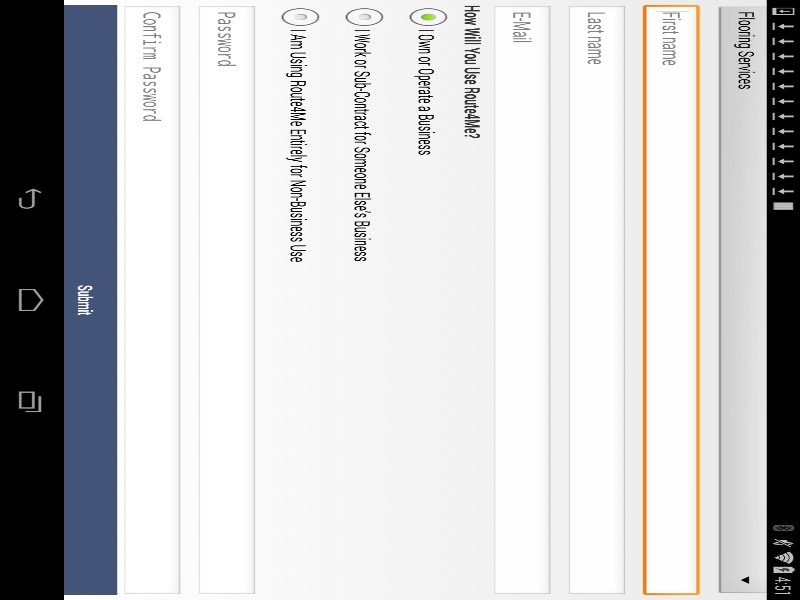 4:51
Flooring Services
First name
Last name
E-Mail
How Will You Use Route4Me?
I Own or Operate a Business
I Work or Sub-Contract for Someone Else's Business
I Am Using Route4Me Entirely for Non-Business Use
Password
Confirm Password
Submit